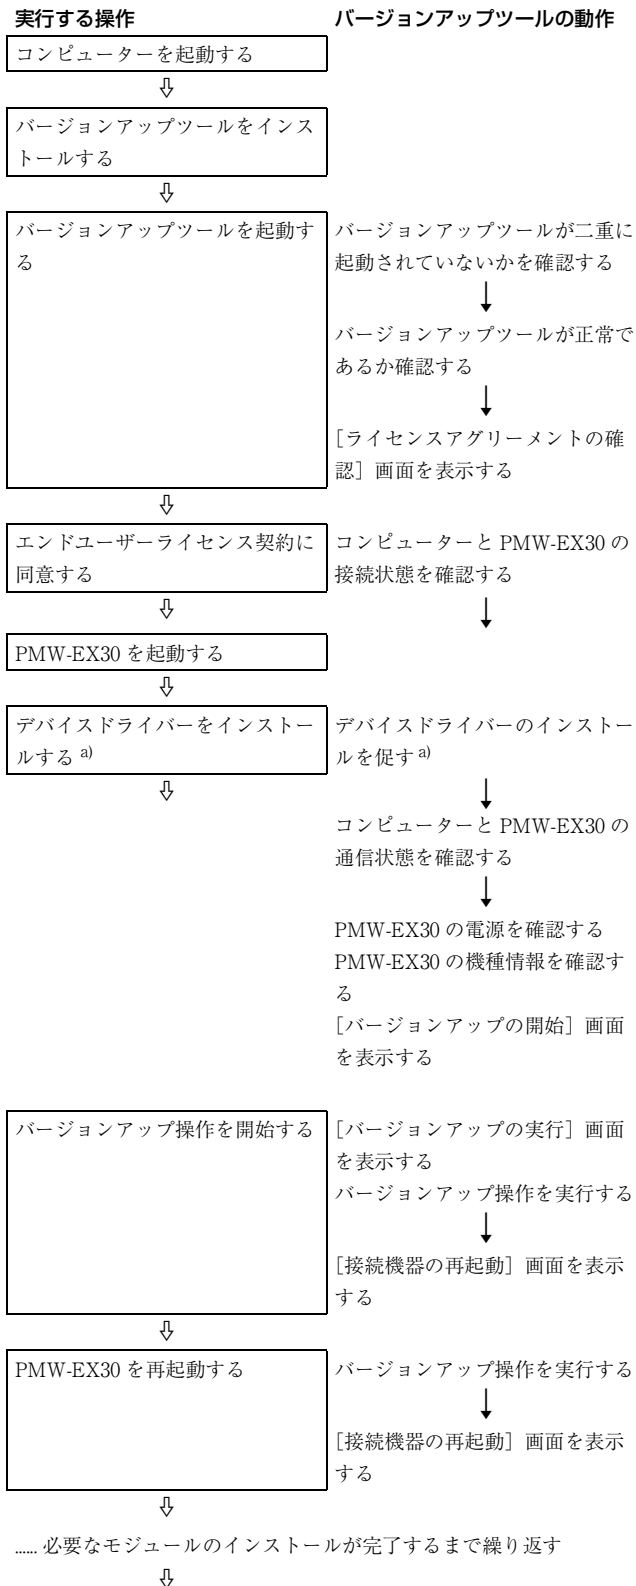 実行する操作
バージョンアップツールの動作
コンピューターを起動する
バージョンアップツールをインス
トールする
バージョンアップツールを起動す
る
バージョンアップツールが二重に
起動されていないかを確認する
バージョンアップツールが正常で
あるか確認する
［ライセンスアグリーメントの確
認］画面を表示する
エンドユーザーライセンス契約に
同意する
コンピューターと PMW-EX30 の
接続状態を確認する
PMW-EX30 を起動する
デバイスドライバーをインストー
ルする a)
デバイスドライバーのインストー
ルを促す a)
コンピューターと PMW-EX30 の
通信状態を確認する
PMW-EX30 の電源を確認する
PMW-EX30 の機種情報を確認す
る
［バージョンアップの開始］画面
を表示する
バージョンアップ操作を開始する
［バージョンアップの実行］画面
を表示する
バージョンアップ操作を実行する
［接続機器の再起動］画面を表示
する
PMW-EX30 を再起動する
バージョンアップ操作を実行する
［接続機器の再起動］画面を表示
する
...... 必要なモジュールのインストールが完了するまで繰り返す